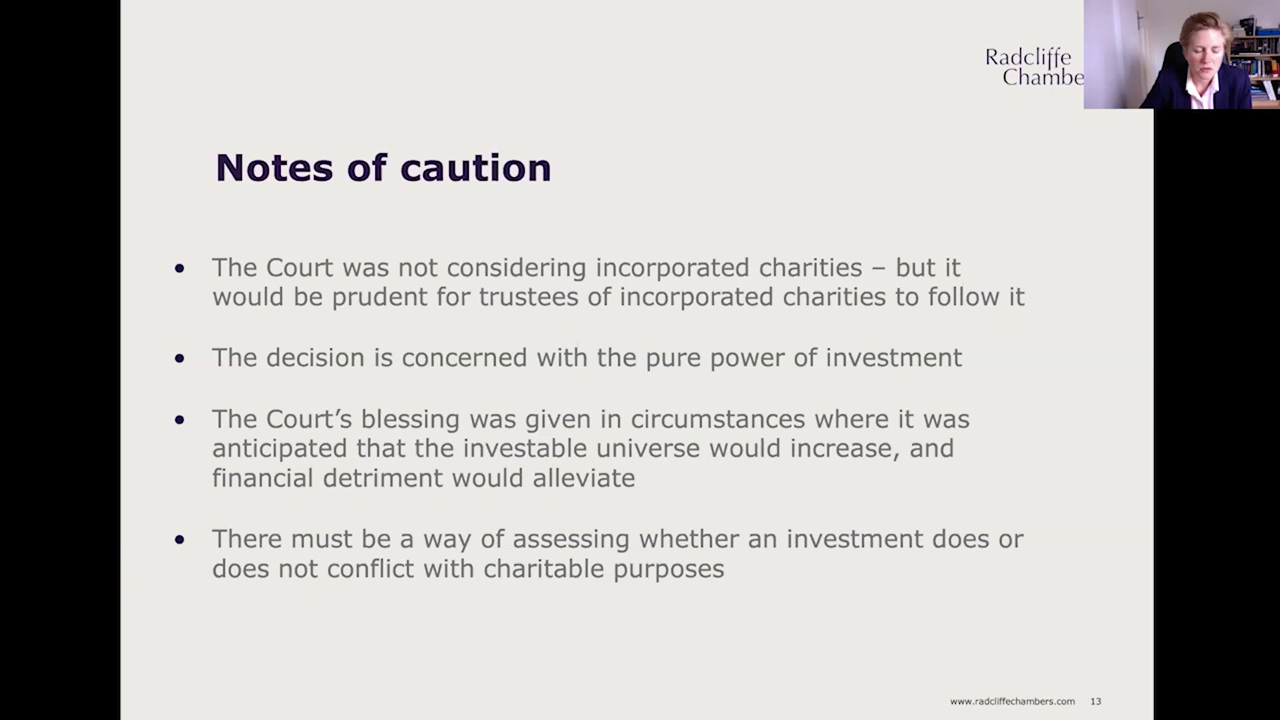 Radcliffe
Chambe
Notes of caution
• The Court was not considering incorporated charities – but it
would be prudent for trustees of incorporated charities to follow it
• The decision is concerned with the pure power of investment
• The Court’s blessing was given in circumstances where it was
anticipated that the investable universe would increase, and
financial detriment would alleviate
• There must be a way of assessing whether an investment does or
does not conflict with charitable purposes
www.radcliffechambers.com 13